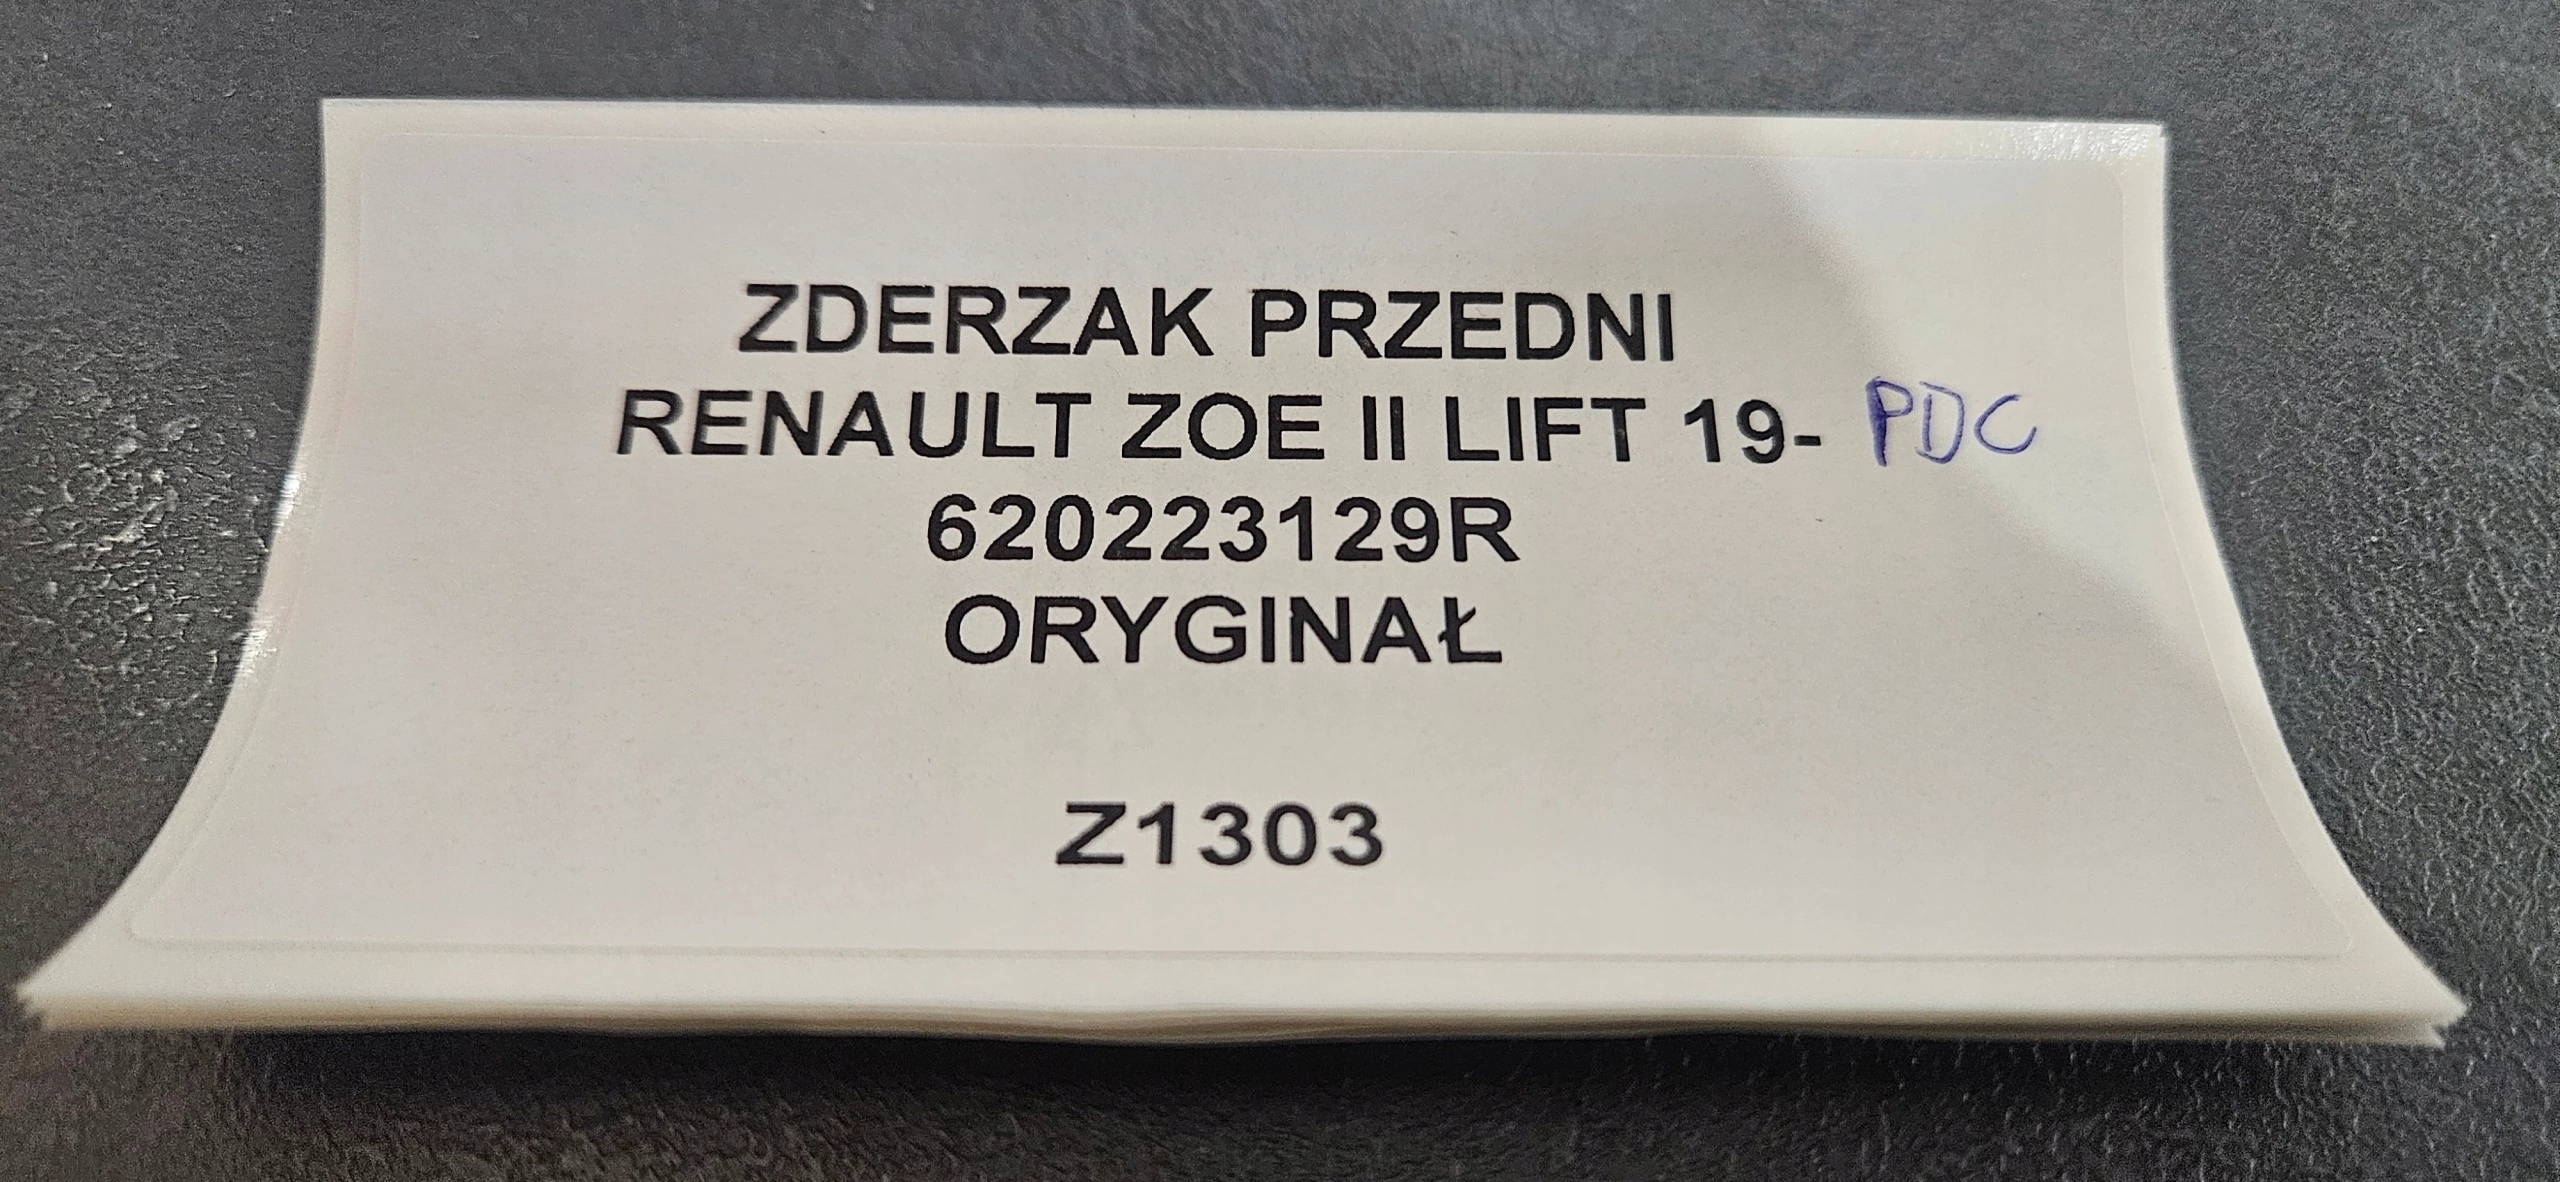 ZDERZAK PRZEDNI
RENAULT ZOE II LIFT 19- PDC
620223129R
ORYGINAŁ
Z1303